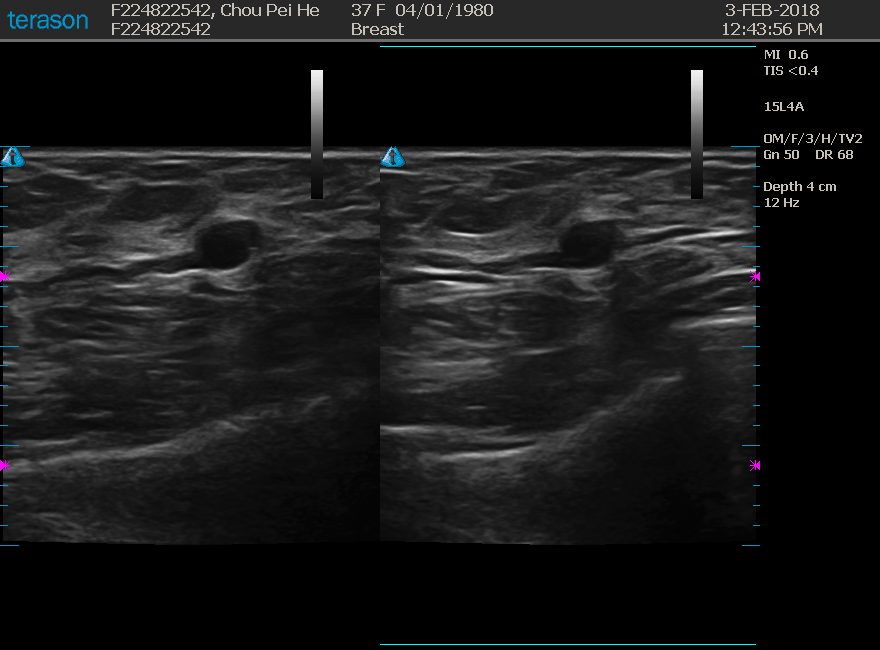 terason
F224822542, Chou Pei He 37 F 04/01/1980 3-FEB-2018
F224822542 Breast 12:43:56 PM
MI 0.6
TIS <0.4
15L4A
OM/F/3/H/TV2
Gn 50 DR 68
Depth 4 cm
12 Hz